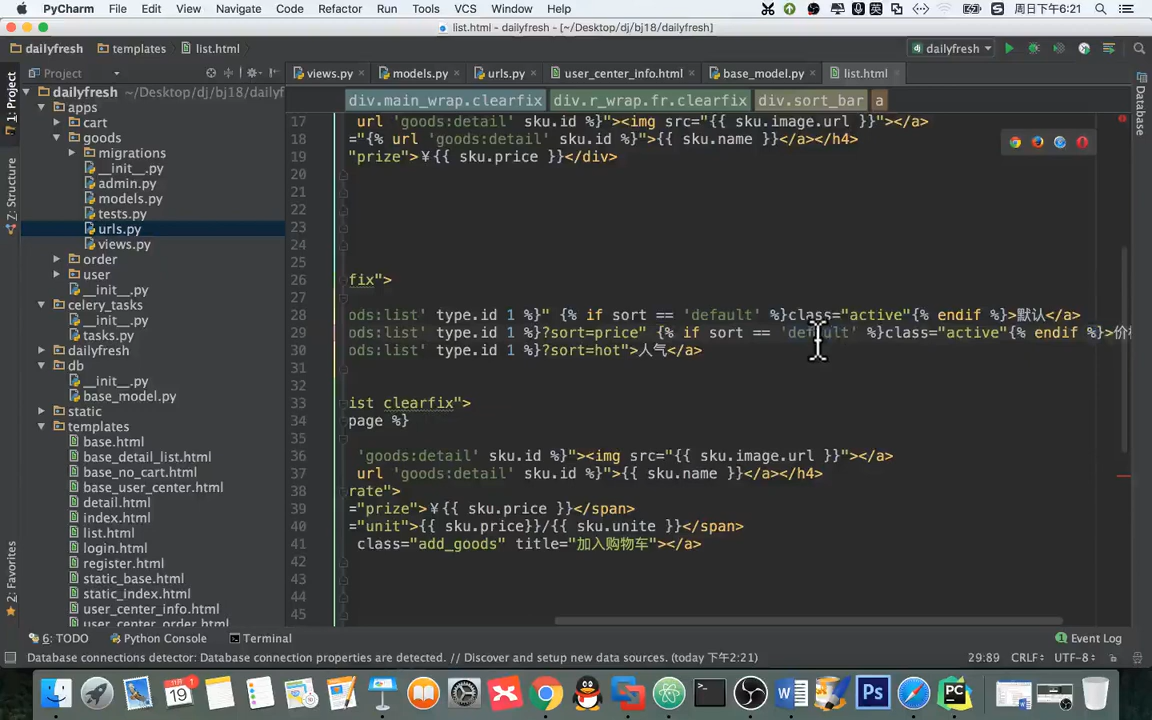 PyCharm File Edit View Navigate Code Refactor Run Tools VCS Window Help 周日下午6:21
list.html - dailyfresh - [~/Desktop/dj/bj18/dailyfresh]
dailyfresh templates list.html dailyfresh
Project views.py models.py urls.py user_center_info.html base_model.py list.html
1: Project
Z: Structure
2: Favorites
Database
dailyfresh ~/Desktop/dj/bj18/dailyf
apps
cart
goods
migrations
__init__.py
admin.py
models.py
tests.py
urls.py
views.py
order
user
__init__.py
celery_tasks
__init__.py
tasks.py
dailyfresh
db
__init__.py
base_model.py
static
templates
base.html
base_detail_list.html
base_no_cart.html
base_user_center.html
detail.html
index.html
list.html
login.html
register.html
static_base.html
static_index.html
user_center_info.html
user_center_order.html
div.main_wrap.clearfix div.r_wrap.fr.clearfix div.sort_bar a
17 url 'goods:detail' sku.id %}"><img src="{{ sku.image.url }}"></a>
18 ="{% url 'goods:detail' sku.id %}">{{ sku.name }}</a></h4>
19 "prize">¥{{ sku.price }}</div>
20
21
22
23
24
25
26 fix">
27
28 ods:list' type.id 1 %}" {% if sort == 'default' %}class="active"{% endif %}>默认</a>
29 ods:list' type.id 1 %}?sort=price" {% if sort == 'default' %}class="active"{% endif %}>价
30 ods:list' type.id 1 %}?sort=hot">人气</a>
31
32
33 ist clearfix">
34 page %}
35
36 'goods:detail' sku.id %}"><img src="{{ sku.image.url }}"></a>
37 url 'goods:detail' sku.id %}">{{ sku.name }}</a></h4>
38 rate">
39 ="prize">¥{{ sku.price }}</span>
40 ="unit">{{ sku.price}}/{{ sku.unite }}</span>
41 class="add_goods" title="加入购物车"></a>
42
43
44
45
6: TODO Python Console Terminal 1 Event Log
Database connections detector: Database connection properties are detected. // Discover and setup new data sources. (today 下午2:21) 29:89 CRLF: UTF-8: